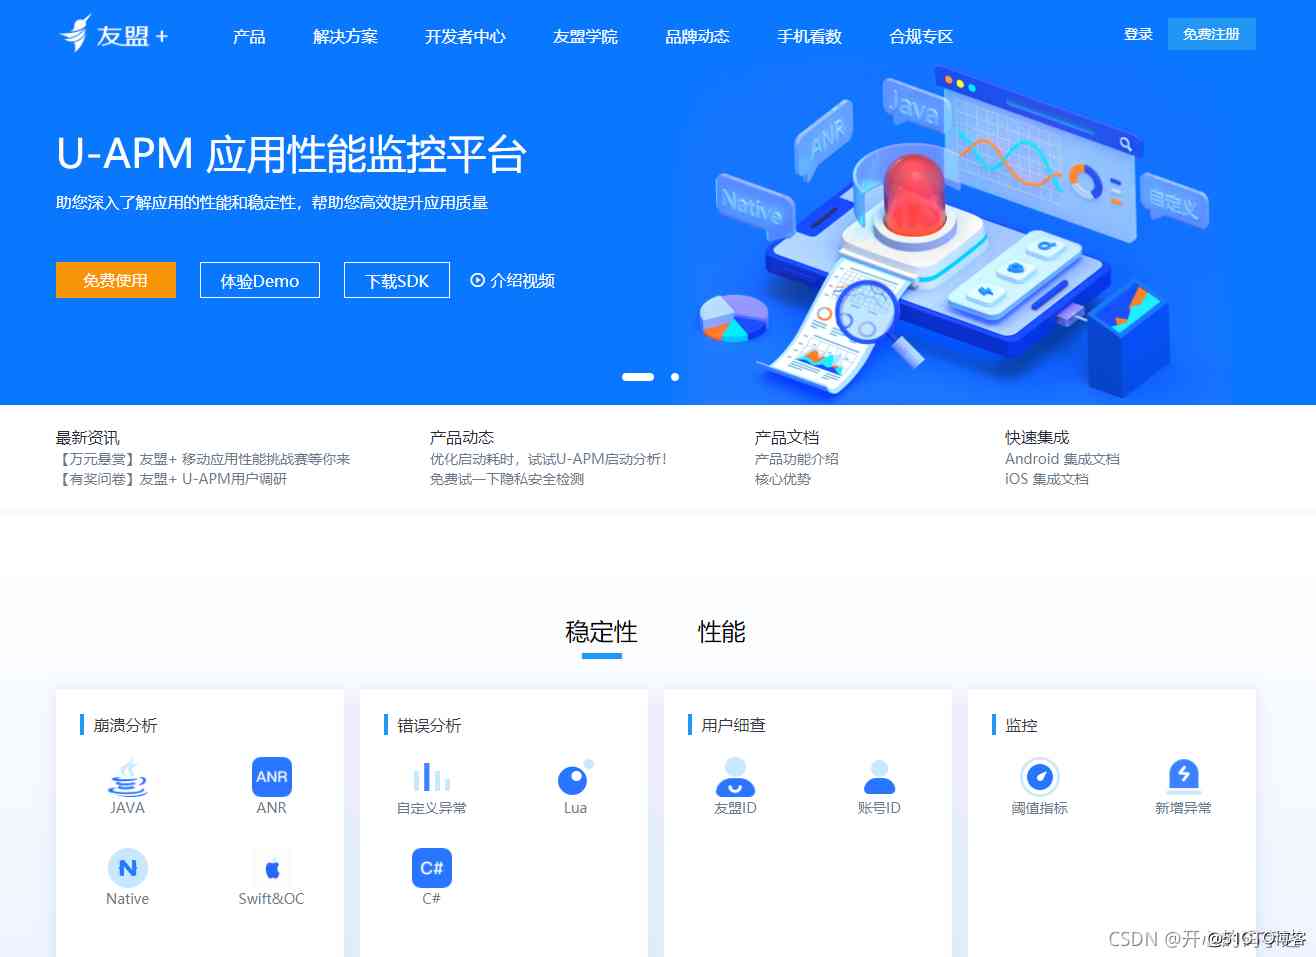 友盟+
产品 解决方案 开发者中心 友盟学院 品牌动态 手机看数 合规专区
登录 免费注册
U-APM 应用性能监控平台
助您深入了解应用的性能和稳定性，帮助您高效提升应用质量
免费使用 体验Demo 下载SDK 介绍视频
Native ANR Java 自定义
最新资讯
【万元悬赏】友盟+ 移动应用性能挑战赛等你来
【有奖问卷】友盟+ U-APM用户调研
产品动态
优化启动耗时，试试U-APM启动分析！
免费试一下隐私安全检测
产品文档
产品功能介绍
核心优势
快速集成
Android 集成文档
iOS 集成文档
稳定性 性能
崩溃分析
JAVA
ANR
ANR
Native
Swift&OC
错误分析
自定义异常
Lua
C#
C#
用户细查
友盟ID
账号ID
监控
阈值指标
新增异常
CSDN @开心
@51CTO博客